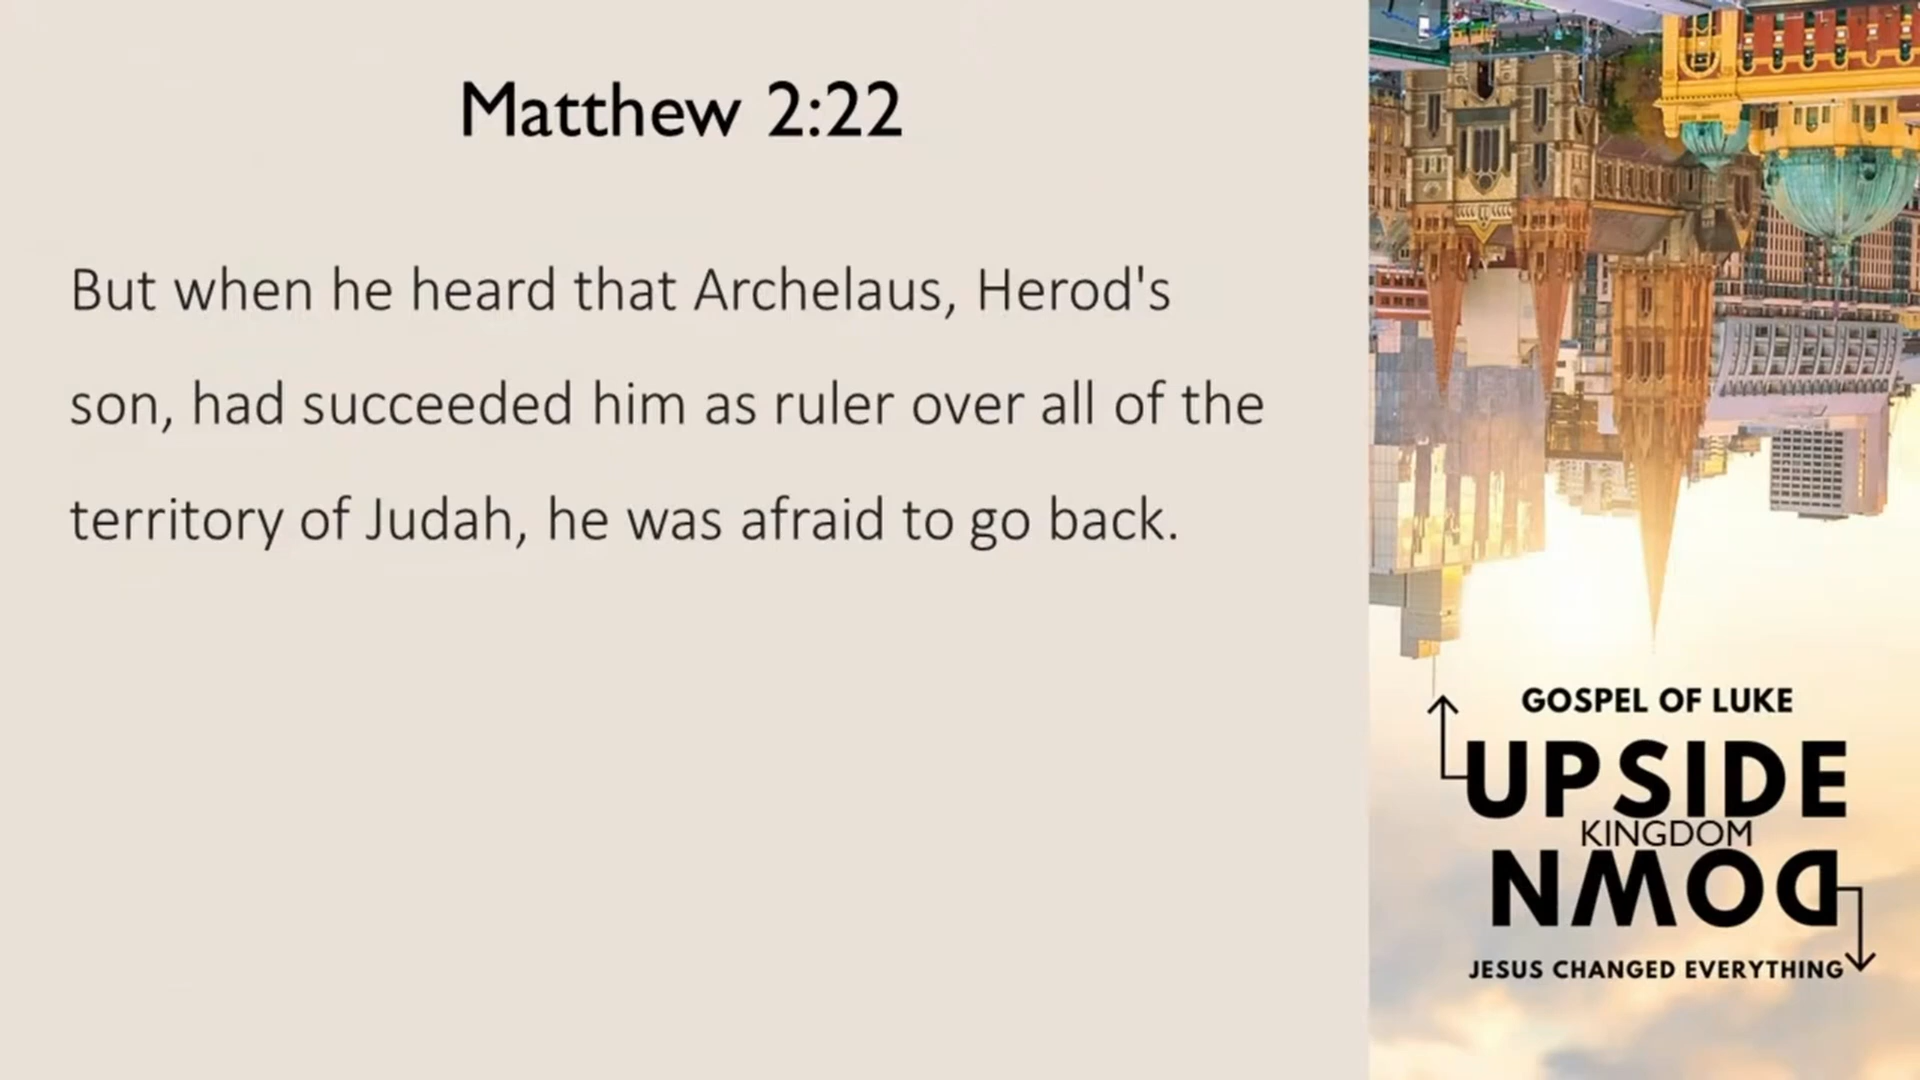 Matthew 2:22
But when he heard that Archelaus, Herod's
son, had succeeded him as ruler over all of the
territory of Judah, he was afraid to go back.
GOSPEL OF LUKE
UPSIDE
KINGDOM
DOWN
JESUS CHANGED EVERYTHING